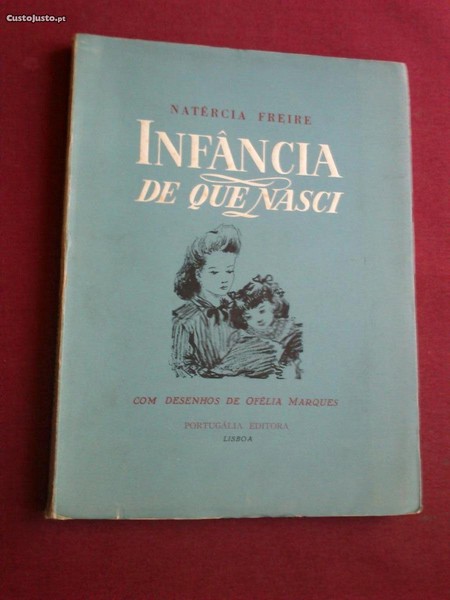 CustoJusto.pt
NATÉRCIA FREIRE
INFÂNCIA
DE QUE NASCI
COM DESENHOS DE OFÉLIA MARQUES
PORTUGÁLIA EDITORA
LISBOA